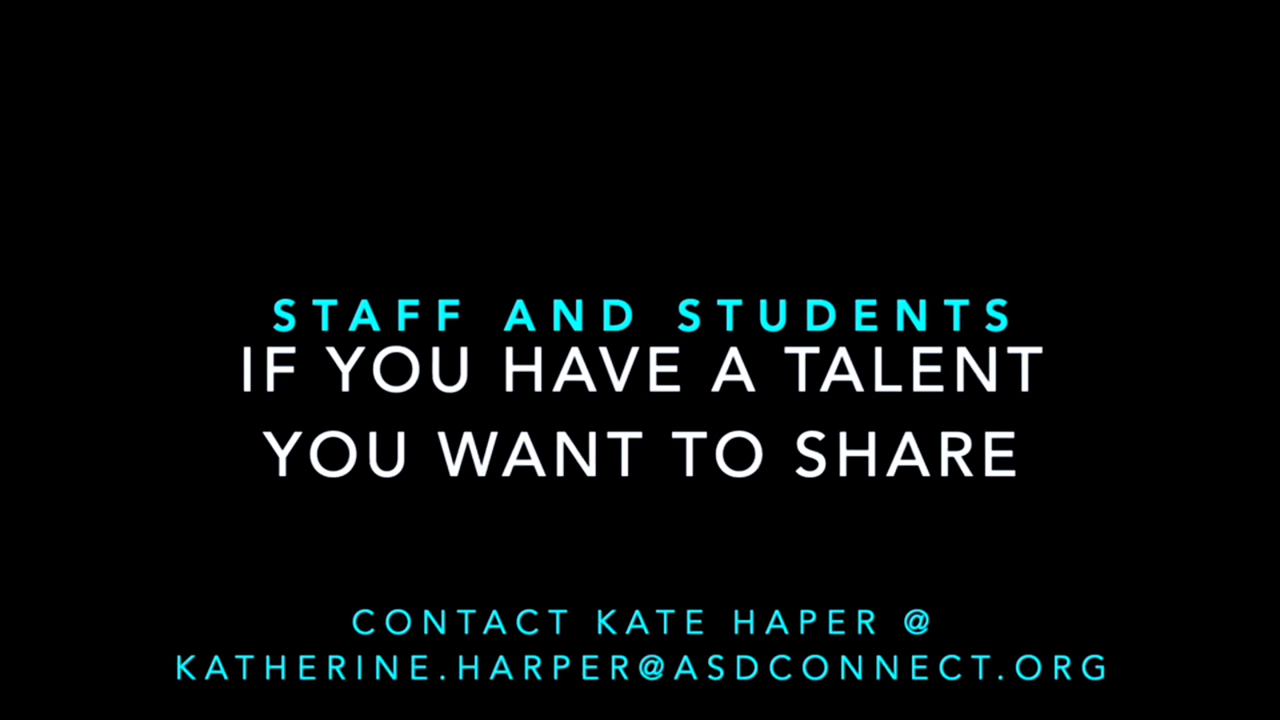 STAFF AND STUDENTS
IF YOU HAVE A TALENT
YOU WANT TO SHARE
CONTACT KATE HAPER @
KATHERINE.HARPER@ASDCONNECT.ORG